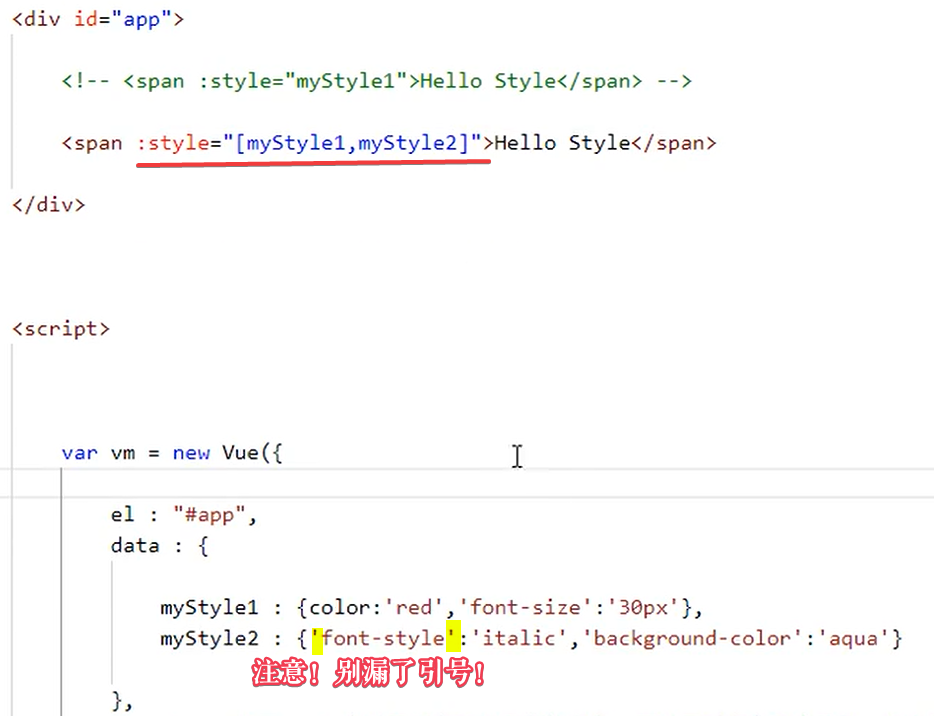 <div id="app">
<!-- <span :style="myStyle1">Hello Style</span> -->
<span :style="[myStyle1,myStyle2]">Hello Style</span>
</div>
<script>
var vm = new Vue({
el : "#app",
data : {
myStyle1 : {color:'red','font-size':'30px'},
myStyle2 : {'font-style':'italic','background-color':'aqua'}
注意！别漏了引号！
},